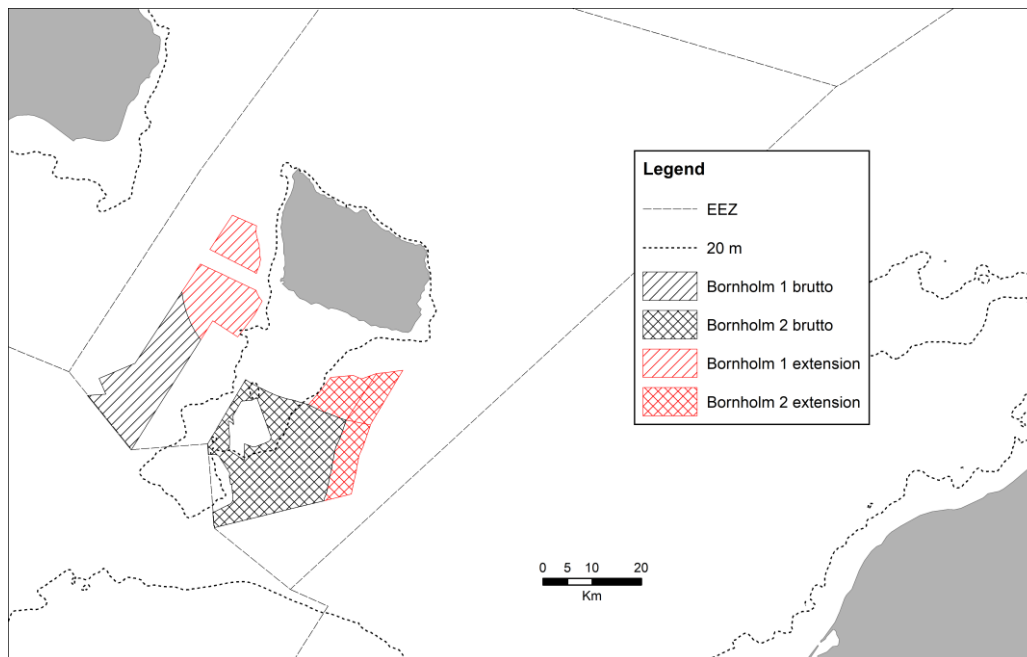 Legend
EEZ
20 m
Bornholm 1 brutto
Bornholm 2 brutto
Bornholm 1 extension
Bornholm 2 extension
0 5 10 20
Km